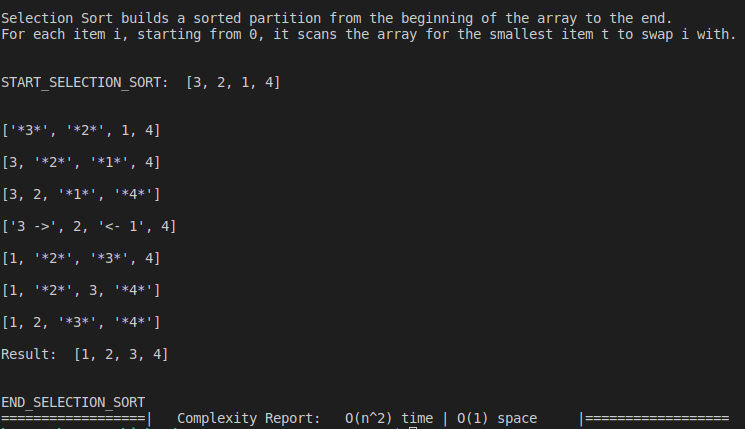 Selection Sort builds a sorted partition from the beginning of the array to the end.
For each item i, starting from 0, it scans the array for the smallest item t to swap i with.
START_SELECTION_SORT:  [3, 2, 1, 4]
['*3*', '*2*', 1, 4]
[3, '*2*', '*1*', 4]
[3, 2, '*1*', '*4*']
['3 ->', 2, '<- 1', 4]
[1, '*2*', '*3*', 4]
[1, '*2*', 3, '*4*']
[1, 2, '*3*', '*4*']
Result:  [1, 2, 3, 4]
END_SELECTION_SORT
==================|   Complexity Report:   O(n^2) time | O(1) space     |==================